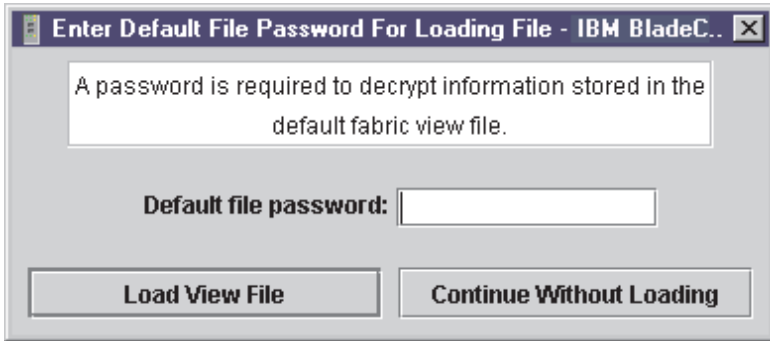 Enter Default File Password For Loading File - IBM BladeC..
A password is required to decrypt information stored in the
default fabric view file.
Default file password:
Load View File
Continue Without Loading